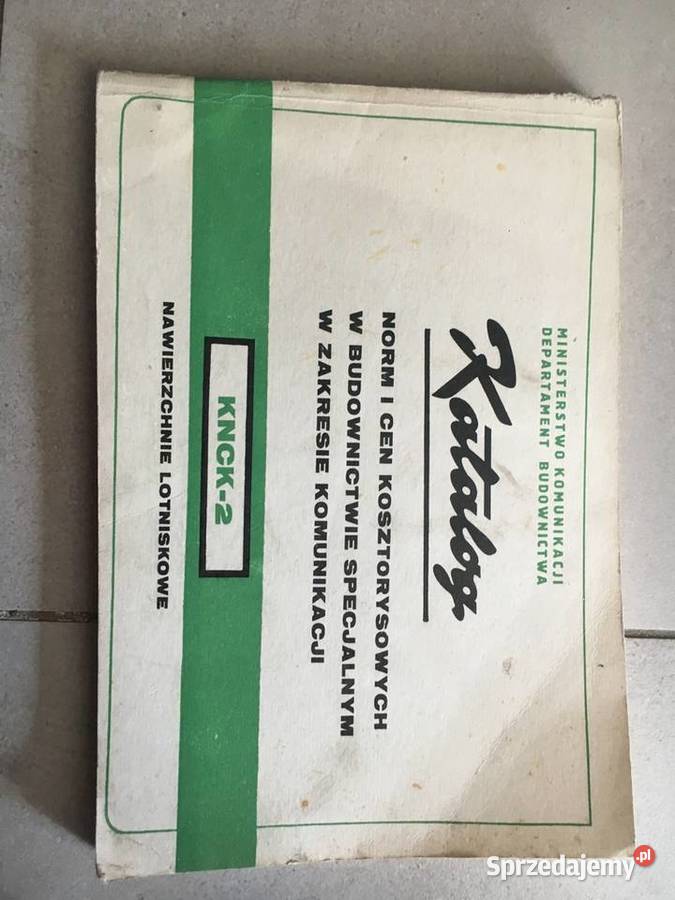 MINISTERSTWO KOMUNIKACJI
DEPARTAMENT BUDOWNICTWA
Katalog
NORM I CEN KOSZTORYSOWYCH
W BUDOWNICTWIE SPECJALNYM
W ZAKRESIE KOMUNIKACJI
KNCK-2
NAWIERZCHNIE LOTNISKOWE
Sprzedajemy.pl